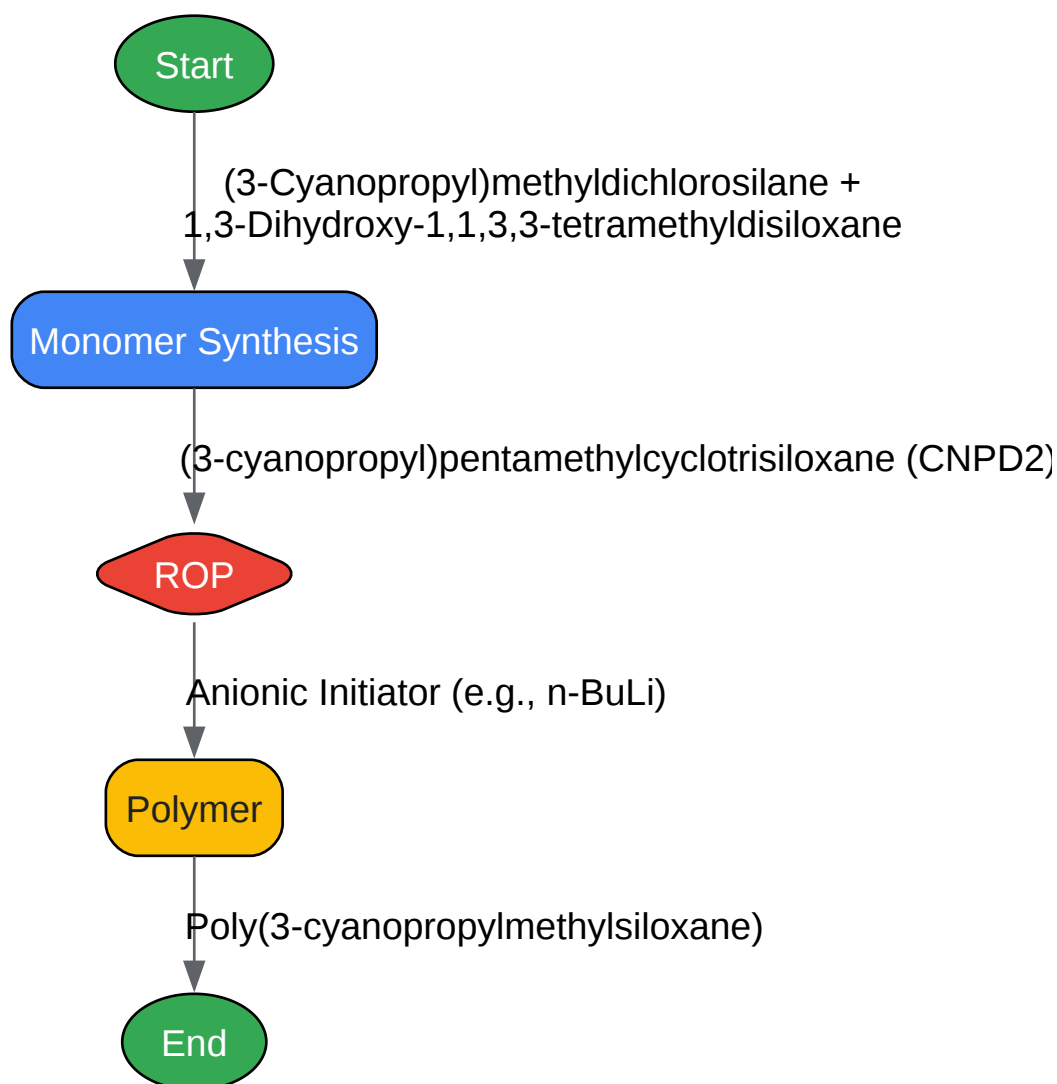 Start
(3-Cyanopropyl)methyldichlorosilane +
1,3-Dihydroxy-1,1,3,3-tetramethyldisiloxane
Monomer Synthesis
(3-cyanopropyl)pentamethylcyclotrisiloxane (CNPD2)
ROP
Anionic Initiator (e.g., n-BuLi)
Polymer
Poly(3-cyanopropylmethylsiloxane)
End